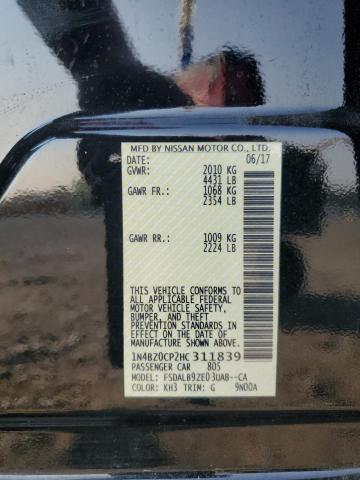 MFD BY NISSAN MOTOR CO., LTD.
DATE: 06/17
GVWR: 2010 KG
4431 LB
GAWR FR: 1068 KG
2354 LB
GAWR RR: 1009 KG
2224 LB
THIS VEHICLE CONFORMS TO
ALL APPLICABLE FEDERAL
MOTOR VEHICLE SAFETY,
BUMPER, AND THEFT
PREVENTION STANDARDS IN
EFFECT ON THE DATE OF
MANUFACTURE SHOWN ABOVE.
1N4BZ0CP2HC 311839
PASSENGER CAR 805
MODEL: FSDALB9ZE03UAB--CA
COLOR: KH3 TRIM: G 9N00A